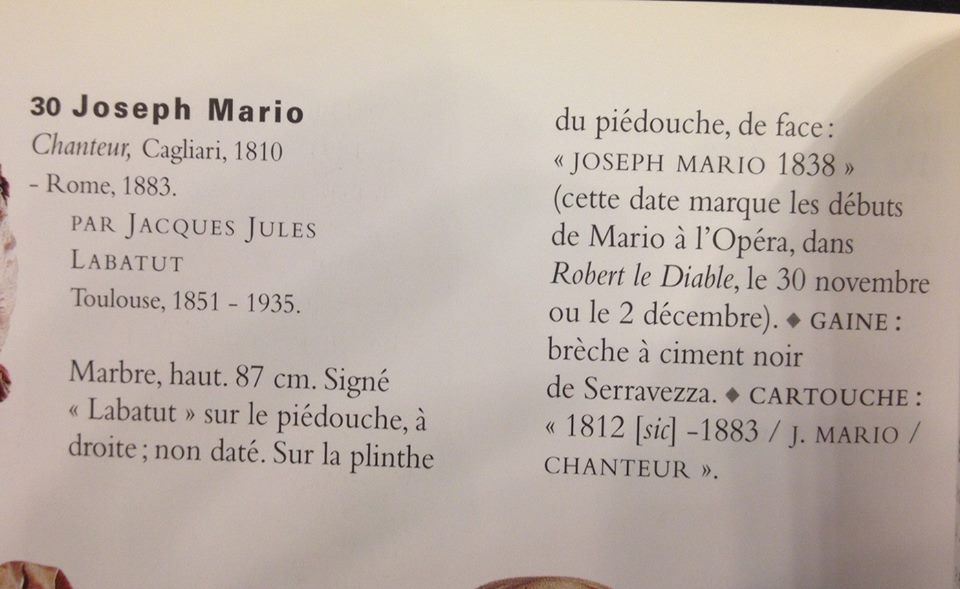 30 Joseph Mario
Chanteur, Cagliari, 1810
- Rome, 1883.
PAR JACQUES JULES
LABATUT
Toulouse, 1851 - 1935.
Marbre, haut. 87 cm. Signé
« Labatut » sur le piédouche, à
droite ; non daté. Sur la plinthe
du piédouche, de face :
« JOSEPH MARIO 1838 »
(cette date marque les débuts
de Mario à l'Opéra, dans
Robert le Diable, le 30 novembre
ou le 2 décembre). ◆ GAINE :
brèche à ciment noir
de Serravezza. ◆ CARTOUCHE :
« 1812 [sic] -1883 / J. MARIO /
CHANTEUR ».